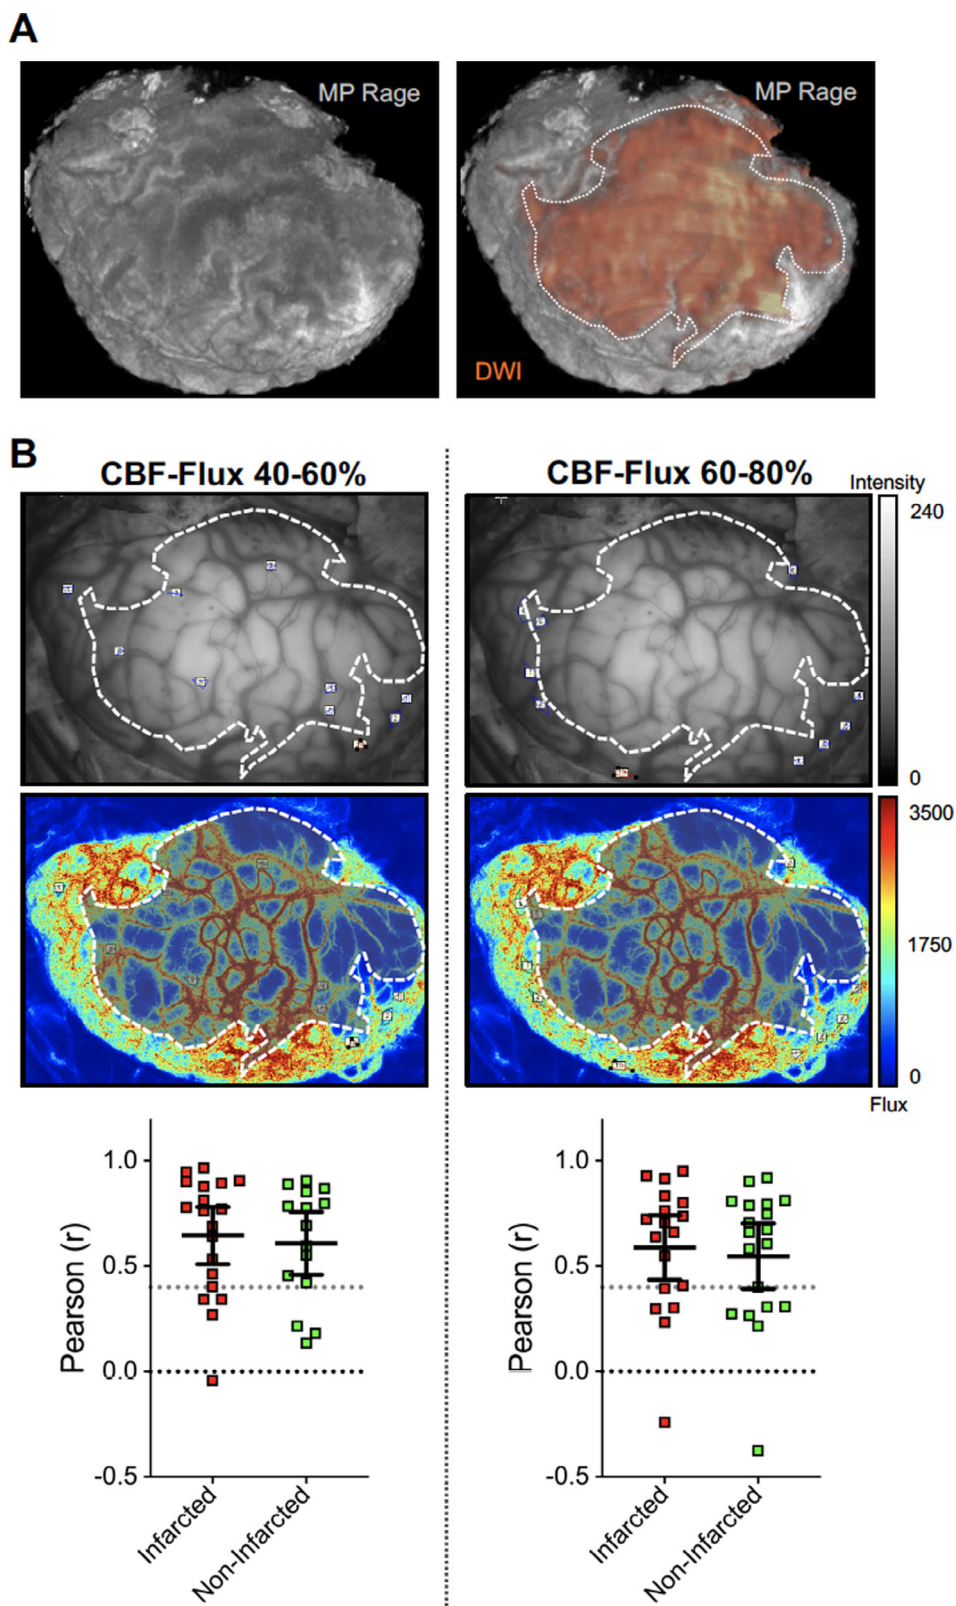 A
MP Rage
MP Rage
DWI
B
CBF-Flux 40-60%
CBF-Flux 60-80%
Intensity
240
0
3500
1750
0
Flux
Pearson (r)
1.0
0.5
0.0
-0.5
Infarcted
Non-Infarcted
Pearson (r)
1.0
0.5
0.0
-0.5
Infarcted
Non-Infarcted